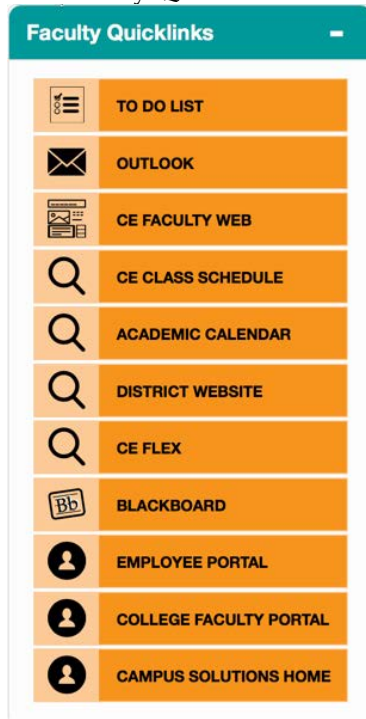 Faculty Quicklinks
TO DO LIST
OUTLOOK
CE FACULTY WEB
CE CLASS SCHEDULE
ACADEMIC CALENDAR
DISTRICT WEBSITE
CE FLEX
Bb BLACKBOARD
EMPLOYEE PORTAL
COLLEGE FACULTY PORTAL
CAMPUS SOLUTIONS HOME